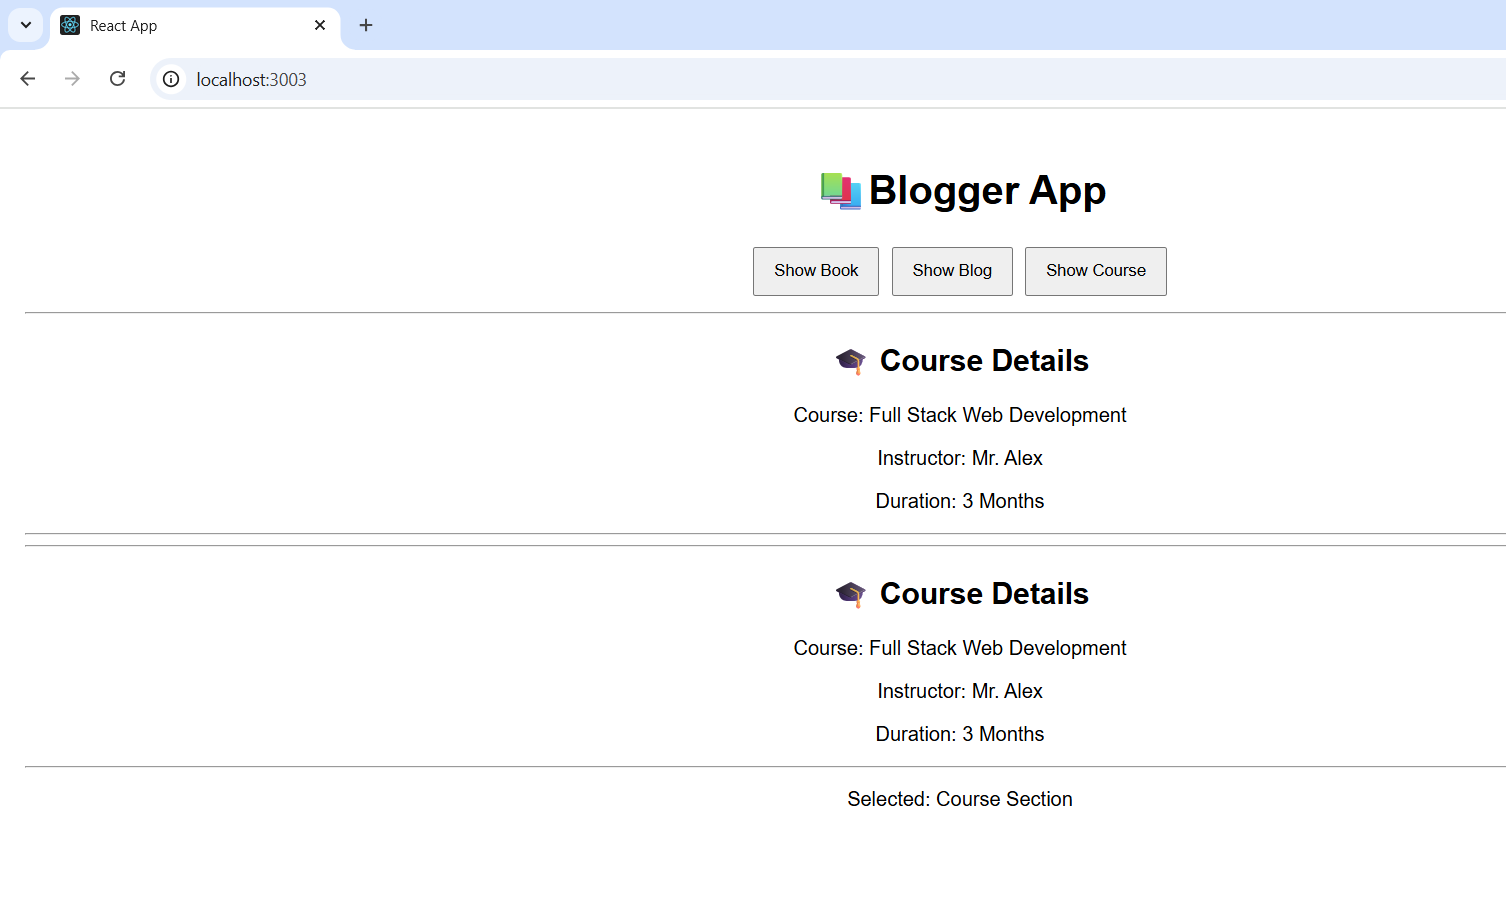 React App
localhost:3003
Blogger App
Show Book Show Blog Show Course
Course Details
Course: Full Stack Web Development
Instructor: Mr. Alex
Duration: 3 Months
Course Details
Course: Full Stack Web Development
Instructor: Mr. Alex
Duration: 3 Months
Selected: Course Section